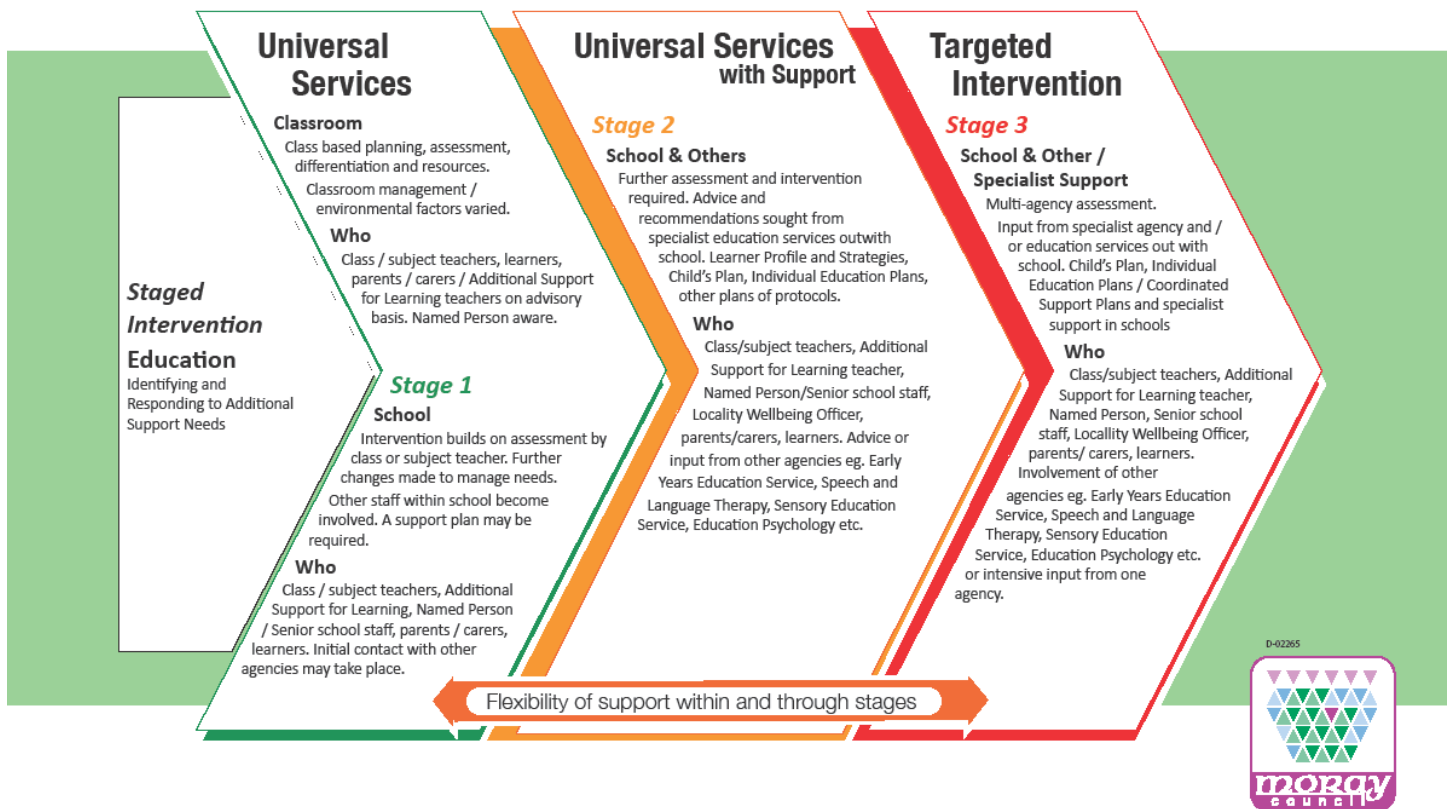 Staged
Intervention
Education
Identifying and
Responding to Additional
Support Needs
Universal
Services
Classroom
Class based planning, assessment,
differentiation and resources.
Classroom management /
environmental factors varied.
Who
Class / subject teachers, learners,
parents / carers / Additional Support
for Learning teachers on advisory
basis. Named Person aware.
Stage 1
School
Intervention builds on assessment by
class or subject teacher. Further
changes made to manage needs.
Other staff within school become
involved. A support plan may be
required.
Who
Class / subject teachers, Additional
Support for Learning, Named Person
/ Senior school staff, parents / carers,
learners. Initial contact with other
agencies may take place.
Universal Services
with Support
Stage 2
School & Others
Further assessment and intervention
required. Advice and
recommendations sought from
specialist education services outwith
school. Learner Profile and Strategies,
Child's Plan, Individual Education Plans,
other plans of protocols.
Who
Class/subject teachers, Additional
Support for Learning teacher,
Named Person/Senior school staff,
Locality Wellbeing Officer,
parents/carers, learners. Advice or
input from other agencies eg. Early
Years Education Service, Speech and
Language Therapy, Sensory Education
Service, Education Psychology etc.
Targeted
Intervention
Stage 3
School & Other /
Specialist Support
Multi-agency assessment.
Input from specialist agency and /
or education services out with
school. Child's Plan, Individual
Education Plans / Coordinated
Support Plans and specialist
support in schools
Who
Class/subject teachers, Additional
Support for Learning teacher,
Named Person, Senior school
staff, Locallity Wellbeing Officer,
parents/ carers, learners.
Involvement of other
agencies eg. Early Years Education
Service, Speech and Language
Therapy, Sensory Education
Service, Education Psychology etc.
or intensive input from one
agency.
Flexibility of support within and through stages
D-02265
moray
council